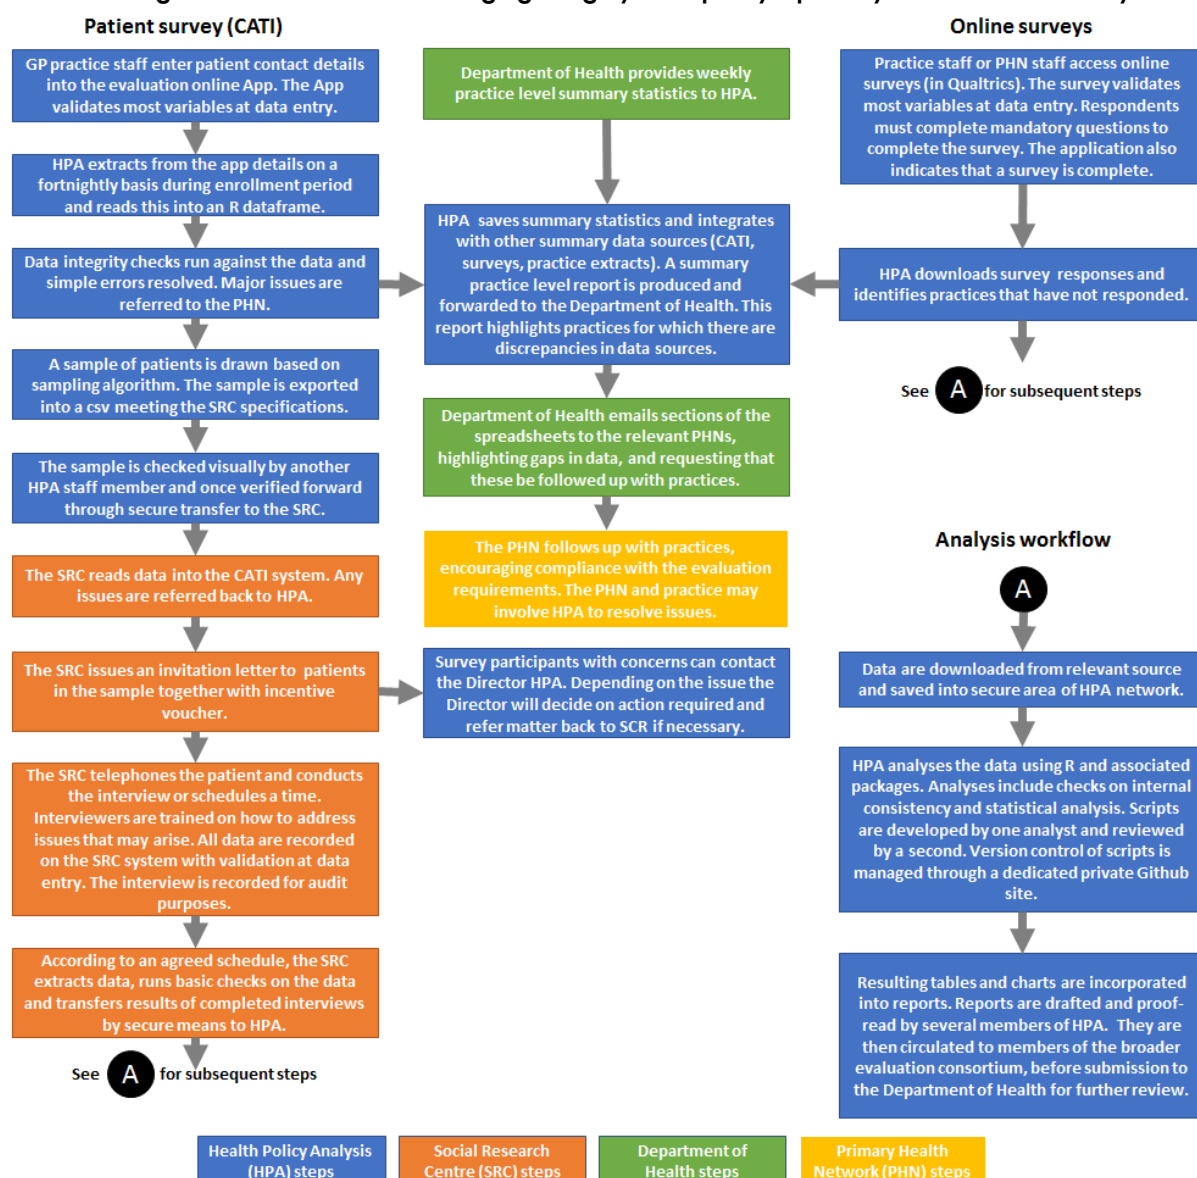 Patient survey (CATI)
GP practice staff enter patient contact details
into the evaluation online App. The App
validates most variables at data entry.
HPA extracts from the app details on a
fortnightly basis during enrollment period
and reads this into an R dataframe.
Data integrity checks run against the data and
simple errors resolved. Major issues are
referred to the PHN.
A sample of patients is drawn based on
sampling algorithm. The sample is exported
into a csv meeting the SRC specifications.
The sample is checked visually by another
HPA staff member and once verified forward
through secure transfer to the SRC.
The SRC reads data into the CATI system. Any
issues are referred back to HPA.
The SRC issues an invitation letter to patients
in the sample together with incentive
voucher.
The SRC telephones the patient and conducts
the interview or schedules a time.
Interviewers are trained on how to address
issues that may arise. All data are recorded
on the SRC system with validation at data
entry. The interview is recorded for audit
purposes.
According to an agreed schedule, the SRC
extracts data, runs basic checks on the data
and transfers results of completed interviews
by secure means to HPA.
See A for subsequent steps
Department of Health provides weekly
practice level summary statistics to HPA.
HPA saves summary statistics and integrates
with other summary data sources (CATI,
surveys, practice extracts). A summary
practice level report is produced and
forwarded to the Department of Health. This
report highlights practices for which there are
discrepancies in data sources.
Department of Health emails sections of the
spreadsheets to the relevant PHNs,
highlighting gaps in data, and requesting that
these be followed up with practices.
The PHN follows up with practices,
encouraging compliance with the evaluation
requirements. The PHN and practice may
involve HPA to resolve issues.
Survey participants with concerns can contact
the Director HPA. Depending on the issue the
Director will decide on action required and
refer matter back to SCR if necessary.
Online surveys
Practice staff or PHN staff access online
surveys (in Qualtrics). The survey validates
most variables at data entry. Respondents
must complete mandatory questions to
complete the survey. The application also
indicates that a survey is complete.
HPA downloads survey responses and
identifies practices that have not responded.
See A for subsequent steps
Analysis workflow
A
Data are downloaded from relevant source
and saved into secure area of HPA network.
HPA analyses the data using R and associated
packages. Analyses include checks on internal
consistency and statistical analysis. Scripts
are developed by one analyst and reviewed
by a second. Version control of scripts is
managed through a dedicated private Github
site.
Resulting tables and charts are incorporated
into reports. Reports are drafted and proof-
read by several members of HPA. They are
then circulated to members of the broader
evaluation consortium, before submission to
the Department of Health for further review.
Health Policy Analysis
(HPA) steps
Social Research
Centre (SRC) steps
Department of
Health steps
Primary Health
Network (PHN) steps